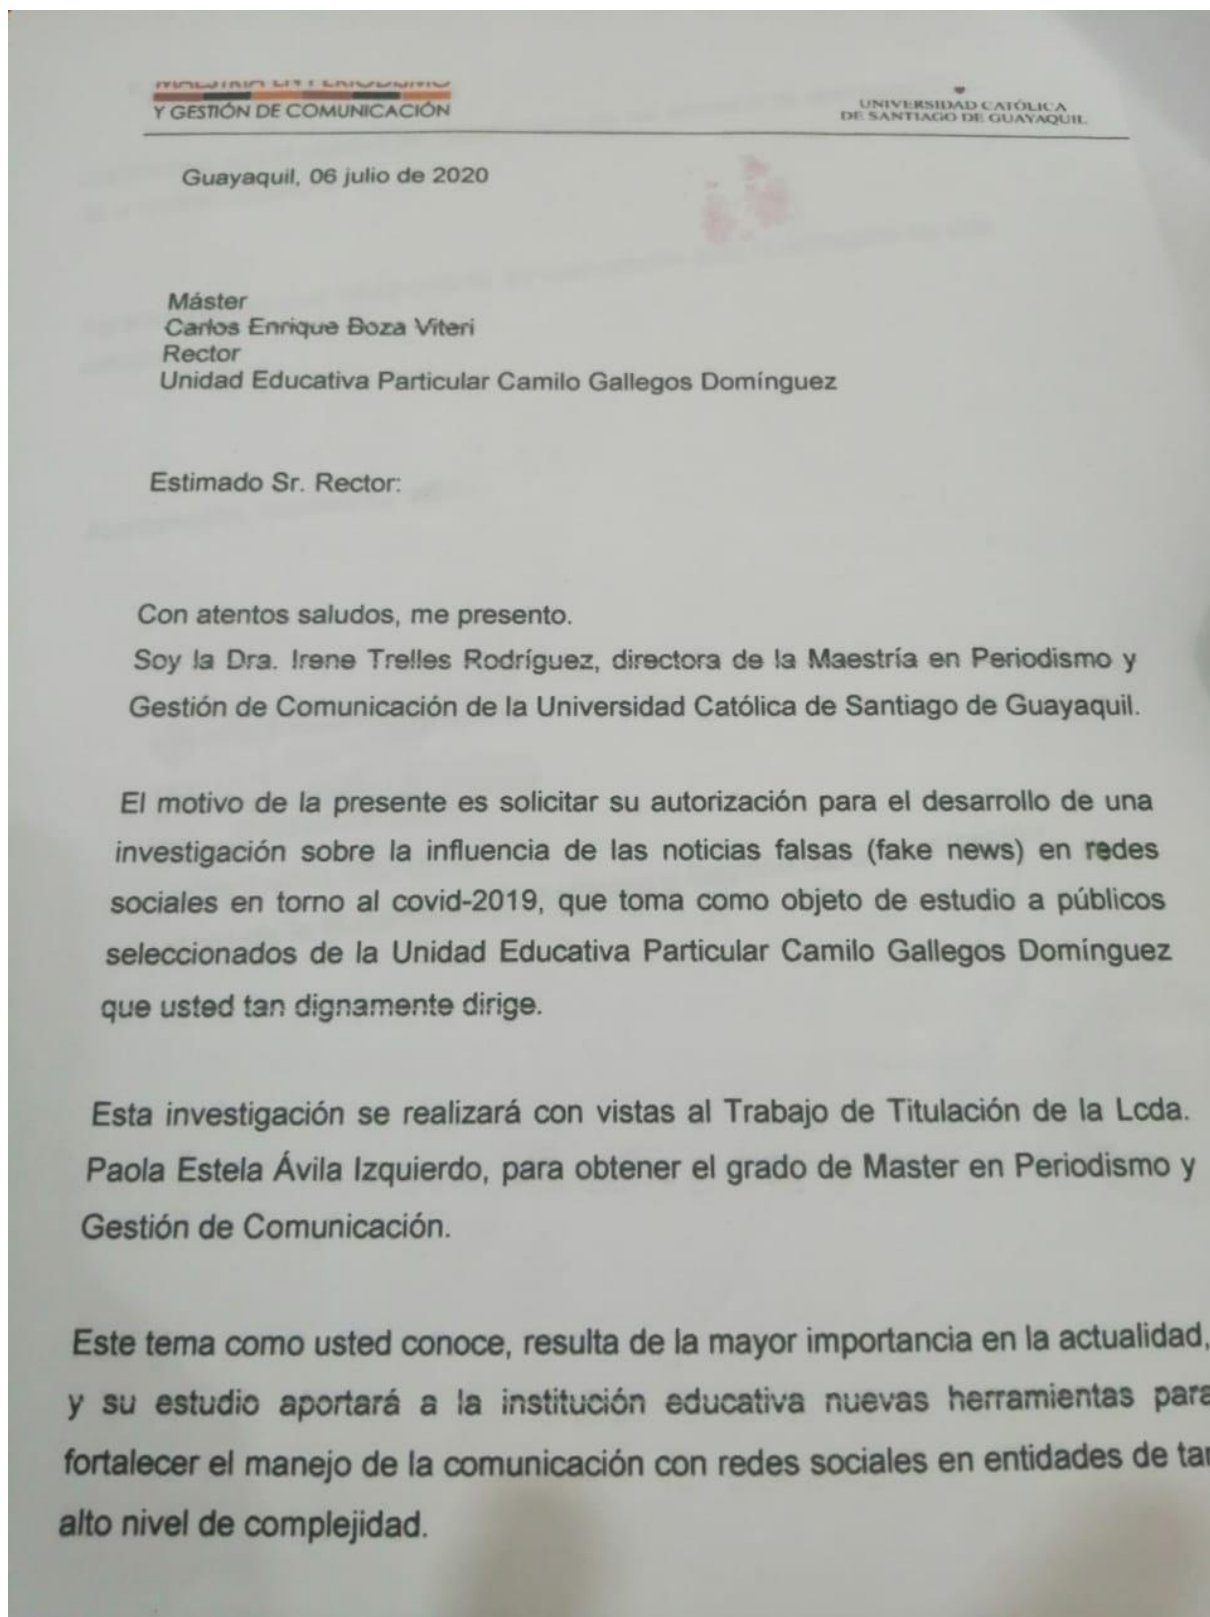 MAESTRÍA EN PERIODISMO
Y GESTIÓN DE COMUNICACIÓN
UNIVERSIDAD CATÓLICA
DE SANTIAGO DE GUAYAQUIL
Guayaquil, 06 julio de 2020
Máster
Carlos Enrique Boza Viteri
Rector
Unidad Educativa Particular Camilo Gallegos Domínguez
Estimado Sr. Rector:
Con atentos saludos, me presento.
Soy la Dra. Irene Trelles Rodríguez, directora de la Maestría en Periodismo y
Gestión de Comunicación de la Universidad Católica de Santiago de Guayaquil.
El motivo de la presente es solicitar su autorización para el desarrollo de una
investigación sobre la influencia de las noticias falsas (fake news) en redes
sociales en torno al covid-2019, que toma como objeto de estudio a públicos
seleccionados de la Unidad Educativa Particular Camilo Gallegos Domínguez
que usted tan dignamente dirige.
Esta investigación se realizará con vistas al Trabajo de Titulación de la Lcda.
Paola Estela Ávila Izquierdo, para obtener el grado de Master en Periodismo y
Gestión de Comunicación.
Este tema como usted conoce, resulta de la mayor importancia en la actualidad,
y su estudio aportará a la institución educativa nuevas herramientas para
fortalecer el manejo de la comunicación con redes sociales en entidades de tan
alto nivel de complejidad.